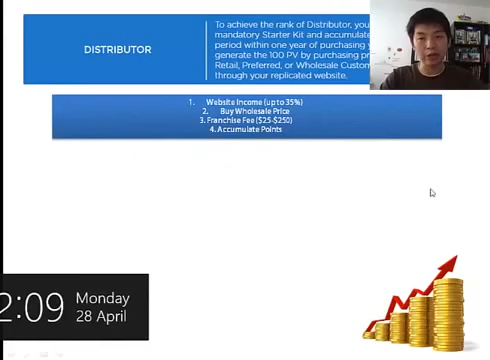 To achieve the rank of Distributor, you
mandatory Starter Kit and accumulate
period within one year of purchasing
generate the 100 PV by purchasing
Retail, Preferred, or Wholesale Custom
through your replicated website.
DISTRIBUTOR
1. Website Income (up to 35%)
2. Buy Wholesale Price
3. Franchise Fee ($25-$250)
4. Accumulate Points
2:09
Monday
28 April